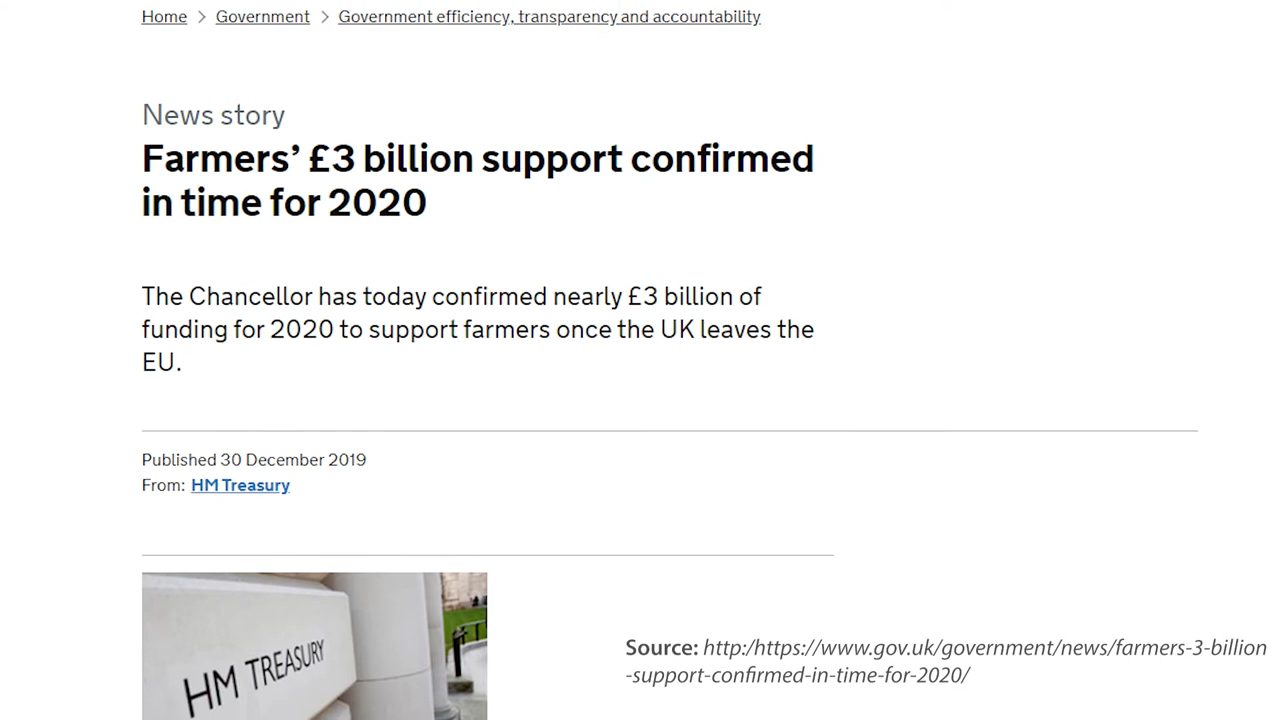 Home > Government > Government efficiency, transparency and accountability
News story
Farmers’ £3 billion support confirmed
in time for 2020
The Chancellor has today confirmed nearly £3 billion of
funding for 2020 to support farmers once the UK leaves the
EU.
Published 30 December 2019
From: HM Treasury
HM TREASURY
Source: http:/https://www.gov.uk/government/news/farmers-3-billion
-support-confirmed-in-time-for-2020/